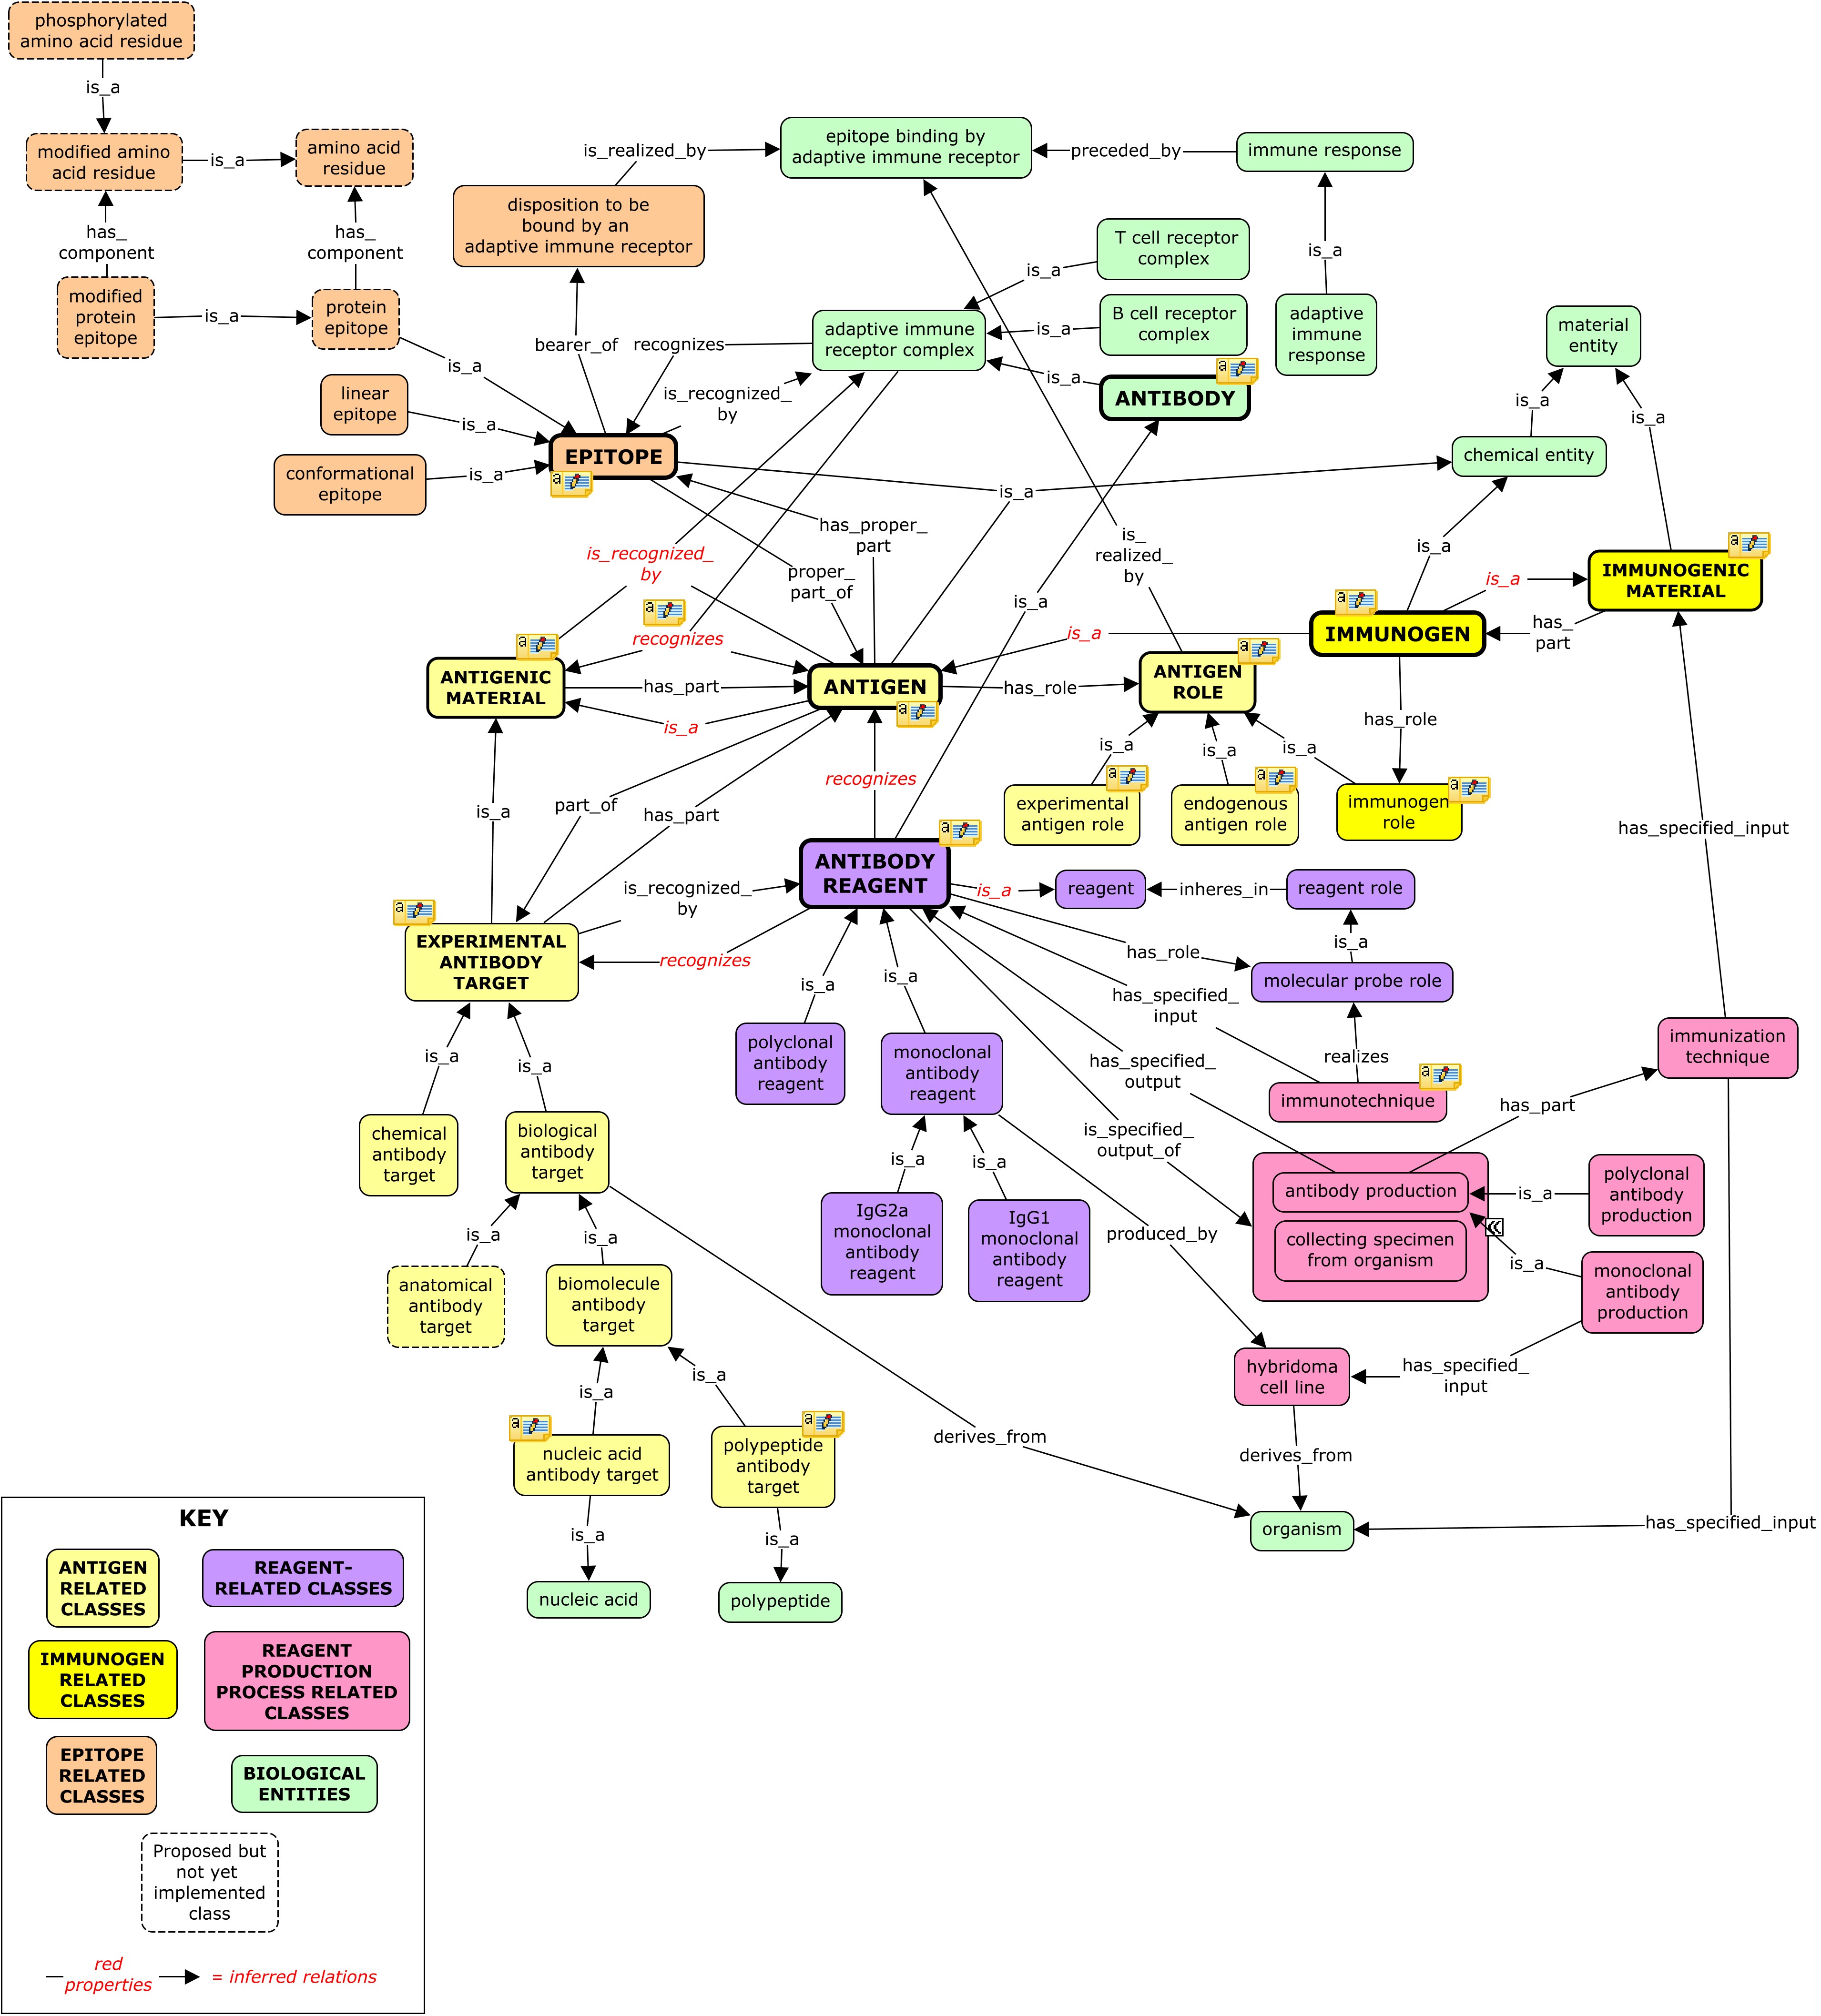 phosphorylated
amino acid residue
is_a
modified amino
acid residue
is_a
amino acid
residue
has_
component
has_
component
modified
protein
epitope
is_a
protein
epitope
is_a
linear
epitope
is_a
conformational
epitope
is_a
EPITOPE
a
is_realized_by
disposition to be
bound by an
adaptive immune receptor
bearer_of
recognizes
is_recognized_
by
epitope binding by
adaptive immune receptor
preceded_by
immune response
is_a
adaptive
immune
response
T cell receptor
complex
is_a
B cell receptor
complex
is_a
adaptive immune
receptor complex
is_a
a
ANTIBODY
material
entity
is_a
is_a
chemical entity
is_a
has_proper_
part
proper_
part_of
is_recognized_
by
a
recognizes
is_
realized_
by
is_a
is_a
a
IMMUNOGENIC
MATERIAL
is_a
a
IMMUNOGEN
has_
part
is_a
a
ANTIGENIC
MATERIAL
has_part
ANTIGEN
a
is_a
has_role
a
ANTIGEN
ROLE
has_role
is_a
is_a
is_a
a
experimental
antigen role
a
endogenous
antigen role
a
immunogen
role
is_a
part_of
has_part
recognizes
a
ANTIBODY
REAGENT
is_a
reagent
inheres_in
reagent role
is_a
has_role
molecular probe role
has_specified_input
is_recognized_
by
recognizes
a
EXPERIMENTAL
ANTIBODY
TARGET
is_a
is_a
is_a
is_a
polyclonal
antibody
reagent
monoclonal
antibody
reagent
has_specified_
input
has_specified_
output
realizes
a
immunotechnique
immunization
technique
has_part
is_specified_
output_of
chemical
antibody
target
biological
antibody
target
is_a
is_a
IgG2a
monoclonal
antibody
reagent
IgG1
monoclonal
antibody
reagent
produced_by
antibody production
collecting specimen
from organism
is_a
polyclonal
antibody
production
is_a
monoclonal
antibody
production
is_a
is_a
anatomical
antibody
target
biomolecule
antibody
target
hybridoma
cell line
has_specified_
input
is_a
is_a
a
nucleic acid
antibody target
a
polypeptide
antibody
target
derives_from
derives_from
organism
has_specified_input
is_a
is_a
nucleic acid
polypeptide
KEY
ANTIGEN
RELATED
CLASSES
REAGENT-
RELATED CLASSES
IMMUNOGEN
RELATED
CLASSES
REAGENT
PRODUCTION
PROCESS RELATED
CLASSES
EPITOPE
RELATED
CLASSES
BIOLOGICAL
ENTITIES
Proposed but
not yet
implemented
class
red
properties
= inferred relations